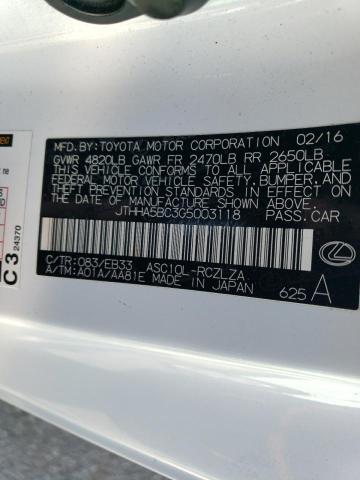 MFD.BY:TOYOTA MOTOR CORPORATION 02/16
GVWR 4820LB GAWR FR 2470LB RR 2650LB
THIS VEHICLE CONFORMS TO ALL APPLICABLE
FEDERAL MOTOR VEHICLE SAFETY, BUMPER, AND
THEFT PREVENTION STANDARDS IN EFFECT ON
THE DATE OF MANUFACTURE SHOWN ABOVE.
JTHHA5BC3G5003118 PASS.CAR
C/TR:083/EB33 ASC10L-RCZLZA
A/TM:A01A/AA81E MADE IN JAPAN
625 A
C3
24370